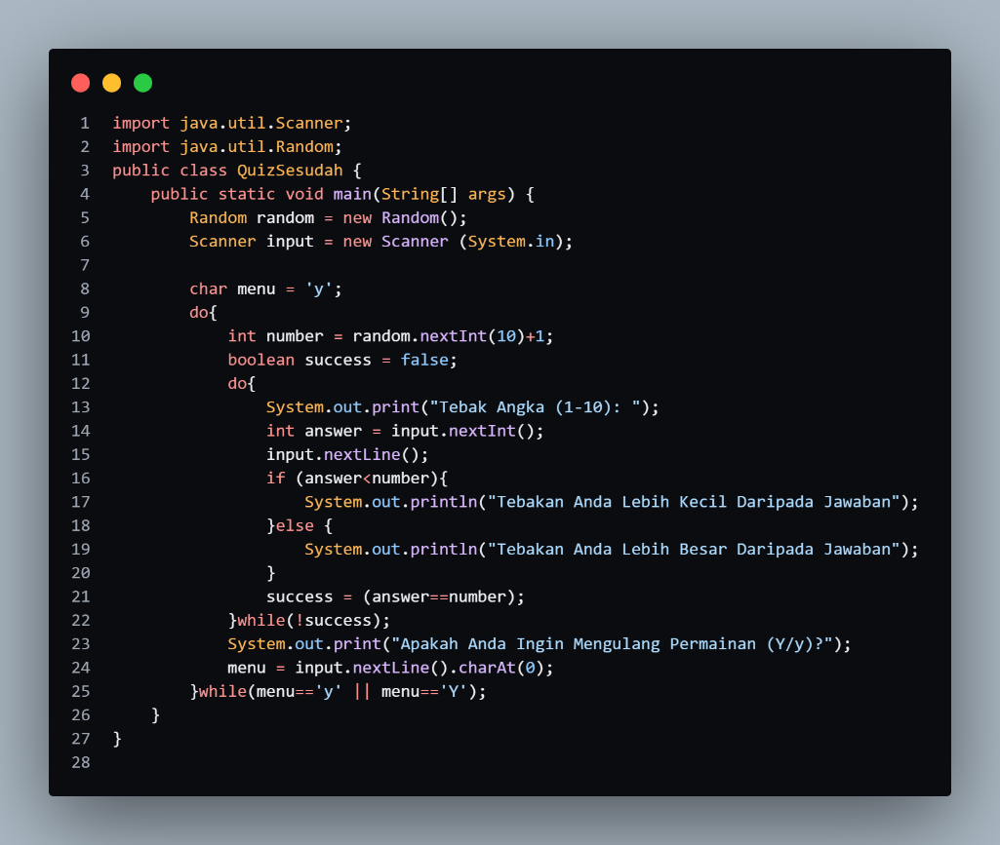 1 import java.util.Scanner;
2 import java.util.Random;
3 public class QuizSesudah {
4     public static void main(String[] args) {
5         Random random = new Random();
6         Scanner input = new Scanner (System.in);
7
8         char menu = 'y';
9         do{
10             int number = random.nextInt(10)+1;
11             boolean success = false;
12             do{
13                 System.out.print("Tebak Angka (1-10): ");
14                 int answer = input.nextInt();
15                 input.nextLine();
16                 if (answer<number){
17                     System.out.println("Tebakan Anda Lebih Kecil Daripada Jawaban");
18                 }else {
19                     System.out.println("Tebakan Anda Lebih Besar Daripada Jawaban");
20                 }
21                 success = (answer==number);
22             }while(!success);
23             System.out.print("Apakah Anda Ingin Mengulang Permainan (Y/y)?");
24             menu = input.nextLine().charAt(0);
25         }while(menu=='y' || menu=='Y');
26     }
27 }
28